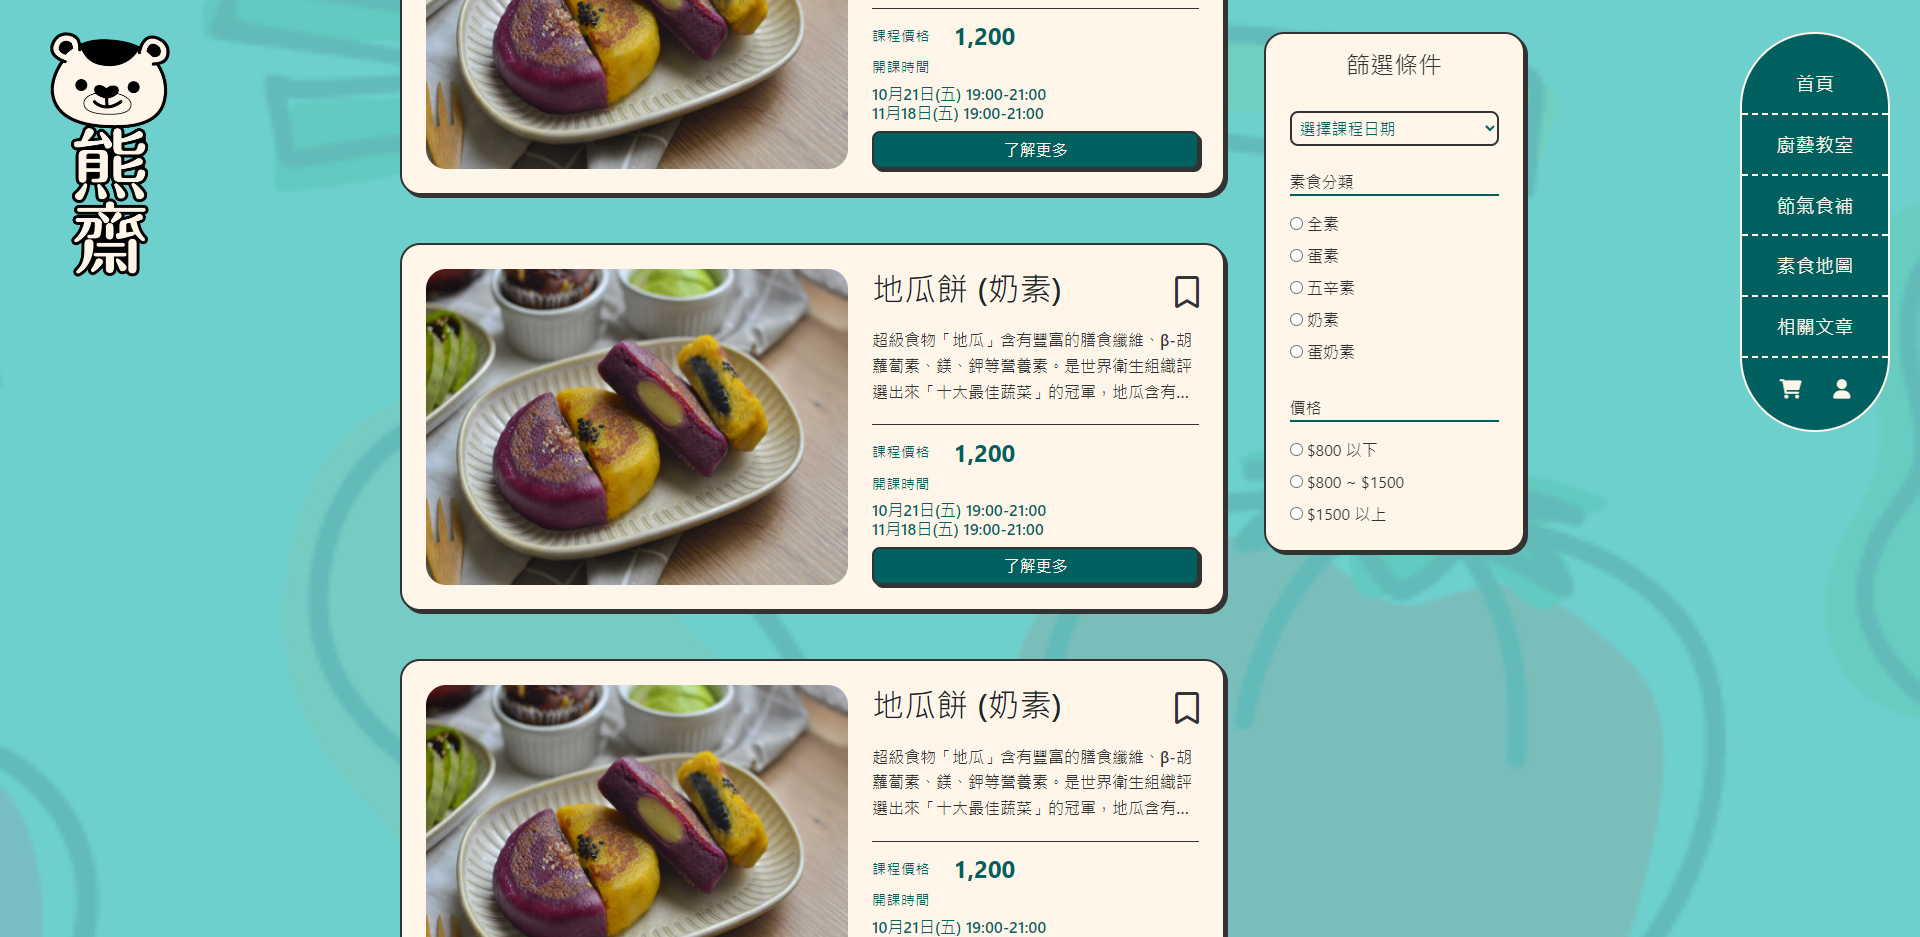 熊
齋
課程價格 1,200
開課時間
10月21日(五) 19:00-21:00
11月18日(五) 19:00-21:00
了解更多
地瓜餅 (奶素)
超級食物「地瓜」含有豐富的膳食纖維、β-胡
蘿蔔素、鎂、鉀等營養素。是世界衛生組織評
選出來「十大最佳蔬菜」的冠軍，地瓜含有...
課程價格 1,200
開課時間
10月21日(五) 19:00-21:00
11月18日(五) 19:00-21:00
了解更多
地瓜餅 (奶素)
超級食物「地瓜」含有豐富的膳食纖維、β-胡
蘿蔔素、鎂、鉀等營養素。是世界衛生組織評
選出來「十大最佳蔬菜」的冠軍，地瓜含有...
課程價格 1,200
開課時間
10月21日(五) 19:00-21:00
篩選條件
選擇課程日期
素食分類
全素
蛋素
五辛素
奶素
蛋奶素
價格
$800 以下
$800 ~ $1500
$1500 以上
首頁
廚藝教室
節氣食補
素食地圖
相關文章